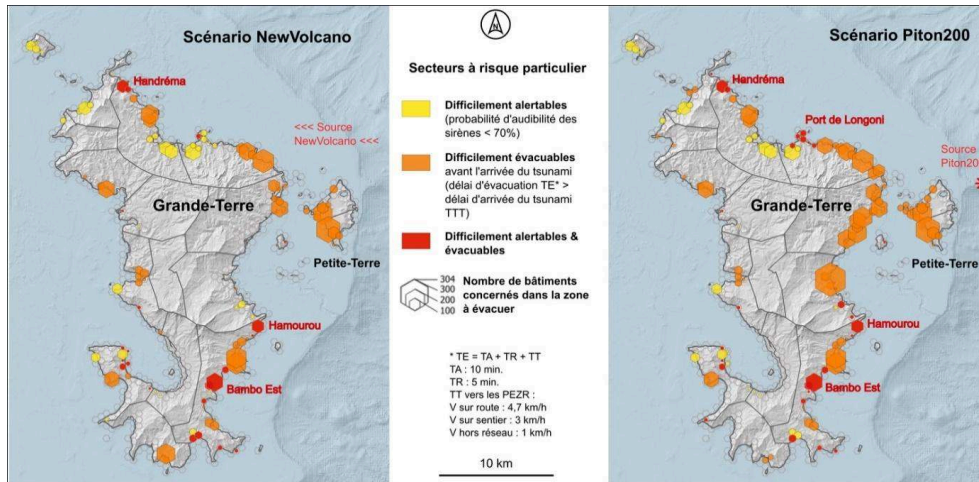 Scénario NewVolcano
Handréma
<<< Source
NewVolcano <<<
Grande-Terre
Petite-Terre
Hamourou
Bambo Est
N
Secteurs à risque particulier
Difficilement alertables
(probabilité d'audibilité des
sirènes < 70%)
Difficilement évacuables
avant l'arrivée du tsunami
(délai d'évacuation TE* >
délai d'arrivée du tsunami
TTT)
Difficilement alertables &
évacuables
304
300
200
100
Nombre de bâtiments
concernés dans la zone
à évacuer
* TE = TA + TR + TT
TA : 10 min.
TR : 5 min.
TT vers les PEZR :
V sur route : 4,7 km/h
V sur sentier : 3 km/h
V hors réseau : 1 km/h
10 km
Scénario Piton200
Handréma
Port de Longoni
Source
Piton20
Grande-Terre
Petite-Terre
Hamourou
Bambo Est